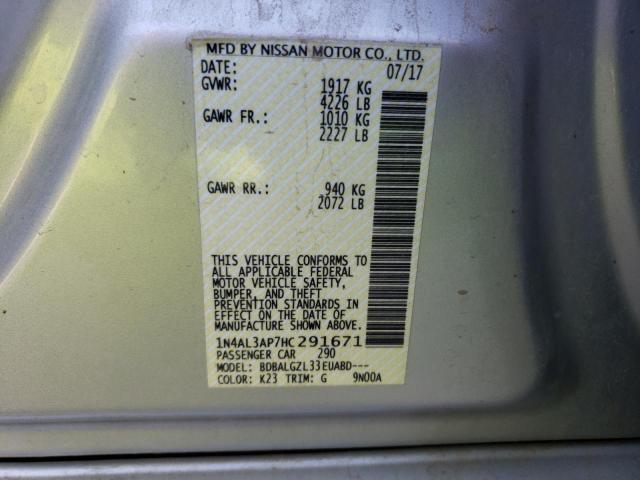 MFD BY NISSAN MOTOR CO., LTD.
DATE: 07/17
GVWR: 1917 KG
4226 LB
GAWR FR.: 1010 KG
2227 LB
GAWR RR.: 940 KG
2072 LB
THIS VEHICLE CONFORMS TO
ALL APPLICABLE FEDERAL
MOTOR VEHICLE SAFETY,
BUMPER, AND THEFT
PREVENTION STANDARDS IN
EFFECT ON THE DATE OF
MANUFACTURE SHOWN ABOVE.
1N4AL3AP7HC291671
PASSENGER CAR 290
MODEL: BDBALGZL33EUABD---
COLOR: K23 TRIM: G 9N00A